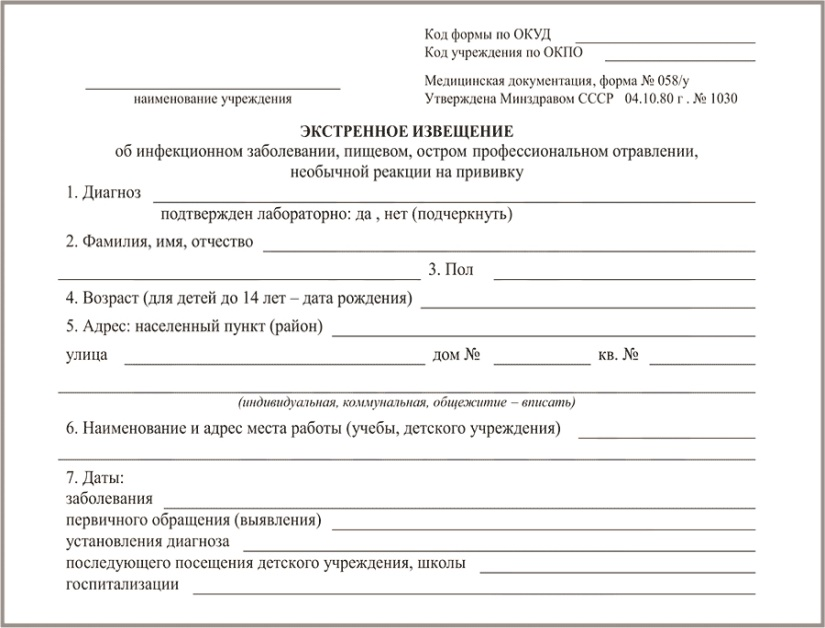 Код формы по ОКУД
Код учреждения по ОКПО
Медицинская документация, форма № 058/у
наименование учреждения
Утверждена Минздравом СССР 04.10.80 г . № 1030
ЭКСТРЕННОЕ ИЗВЕЩЕНИЕ
об инфекционном заболевании, пищевом, остром профессиональном отравлении,
необычной реакции на прививку
1. Диагноз
подтвержден лабораторно: да , нет (подчеркнуть)
2. Фамилия, имя, отчество
3. Пол
4. Возраст (для детей до 14 лет – дата рождения)
5. Адрес: населенный пункт (район)
улица дом № кв. №
(индивидуальная, коммунальная, общежитие – вписать)
6. Наименование и адрес места работы (учебы, детского учреждения)
7. Даты:
заболевания
первичного обращения (выявления)
установления диагноза
последующего посещения детского учреждения, школы
госпитализации